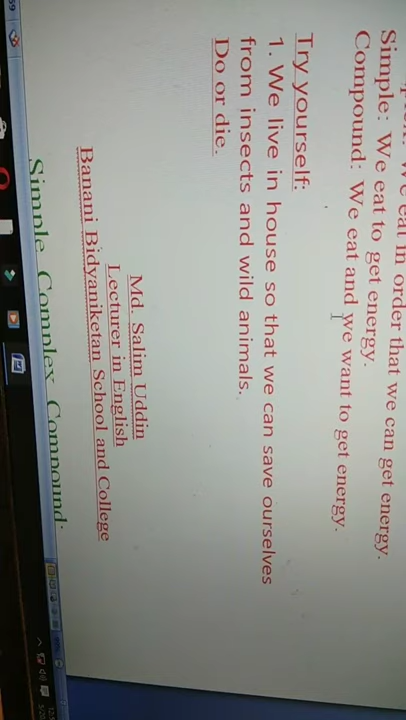 eat in order that we can get energy.
Simple: We eat to get energy.
Compound: We eat and we want to get energy.
Try yourself:
1. We live in house so that we can save ourselves
from insects and wild animals.
Do or die.
Md. Salim Uddin
Lecturer in English
Banani Bidyaniketan School and College
Simple Complex Compound: